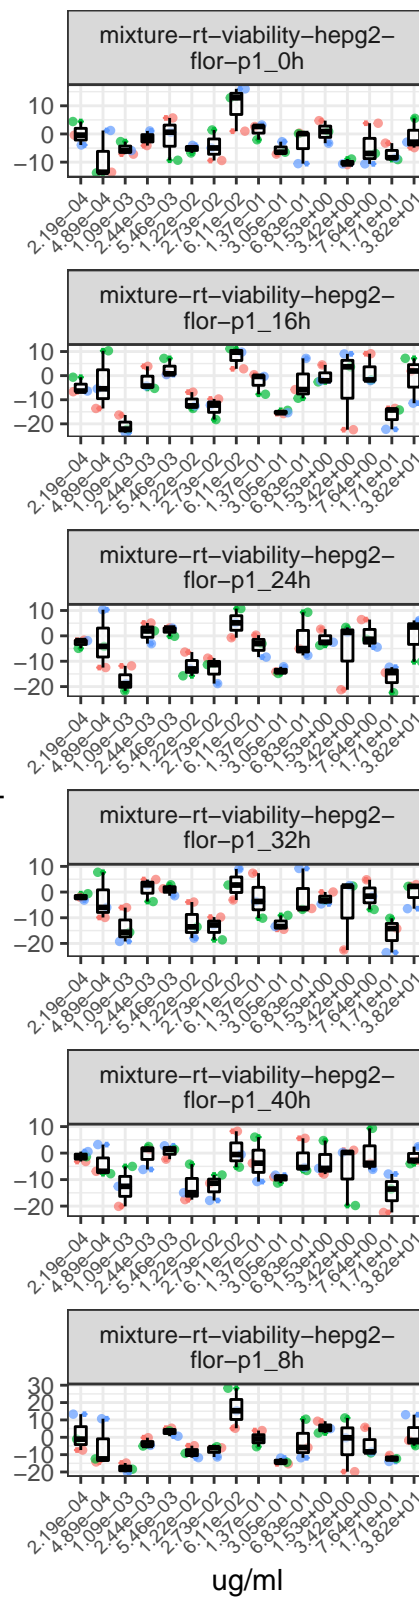 mixture−rt−viability−hepg2−
flor−p1_0h
10
0
−10
2.19e−04
4.89e−04
1.09e−03
2.44e−03
5.46e−03
1.22e−02
2.73e−02
6.11e−02
1.37e−01
3.05e−01
6.83e−01
1.53e+00
3.42e+00
7.64e+00
1.71e+01
3.82e+01
mixture−rt−viability−hepg2−
flor−p1_16h
10
0
−10
−20
2.19e−04
4.89e−04
1.09e−03
2.44e−03
5.46e−03
1.22e−02
2.73e−02
6.11e−02
1.37e−01
3.05e−01
6.83e−01
1.53e+00
3.42e+00
7.64e+00
1.71e+01
3.82e+01
mixture−rt−viability−hepg2−
flor−p1_24h
10
0
−10
−20
2.19e−04
4.89e−04
1.09e−03
2.44e−03
5.46e−03
1.22e−02
2.73e−02
6.11e−02
1.37e−01
3.05e−01
6.83e−01
1.53e+00
3.42e+00
7.64e+00
1.71e+01
3.82e+01
mixture−rt−viability−hepg2−
flor−p1_32h
10
0
−10
−20
2.19e−04
4.89e−04
1.09e−03
2.44e−03
5.46e−03
1.22e−02
2.73e−02
6.11e−02
1.37e−01
3.05e−01
6.83e−01
1.53e+00
3.42e+00
7.64e+00
1.71e+01
3.82e+01
mixture−rt−viability−hepg2−
flor−p1_40h
10
0
−10
−20
2.19e−04
4.89e−04
1.09e−03
2.44e−03
5.46e−03
1.22e−02
2.73e−02
6.11e−02
1.37e−01
3.05e−01
6.83e−01
1.53e+00
3.42e+00
7.64e+00
1.71e+01
3.82e+01
mixture−rt−viability−hepg2−
flor−p1_8h
30
20
10
0
−10
−20
2.19e−04
4.89e−04
1.09e−03
2.44e−03
5.46e−03
1.22e−02
2.73e−02
6.11e−02
1.37e−01
3.05e−01
6.83e−01
1.53e+00
3.42e+00
7.64e+00
1.71e+01
3.82e+01
ug/ml